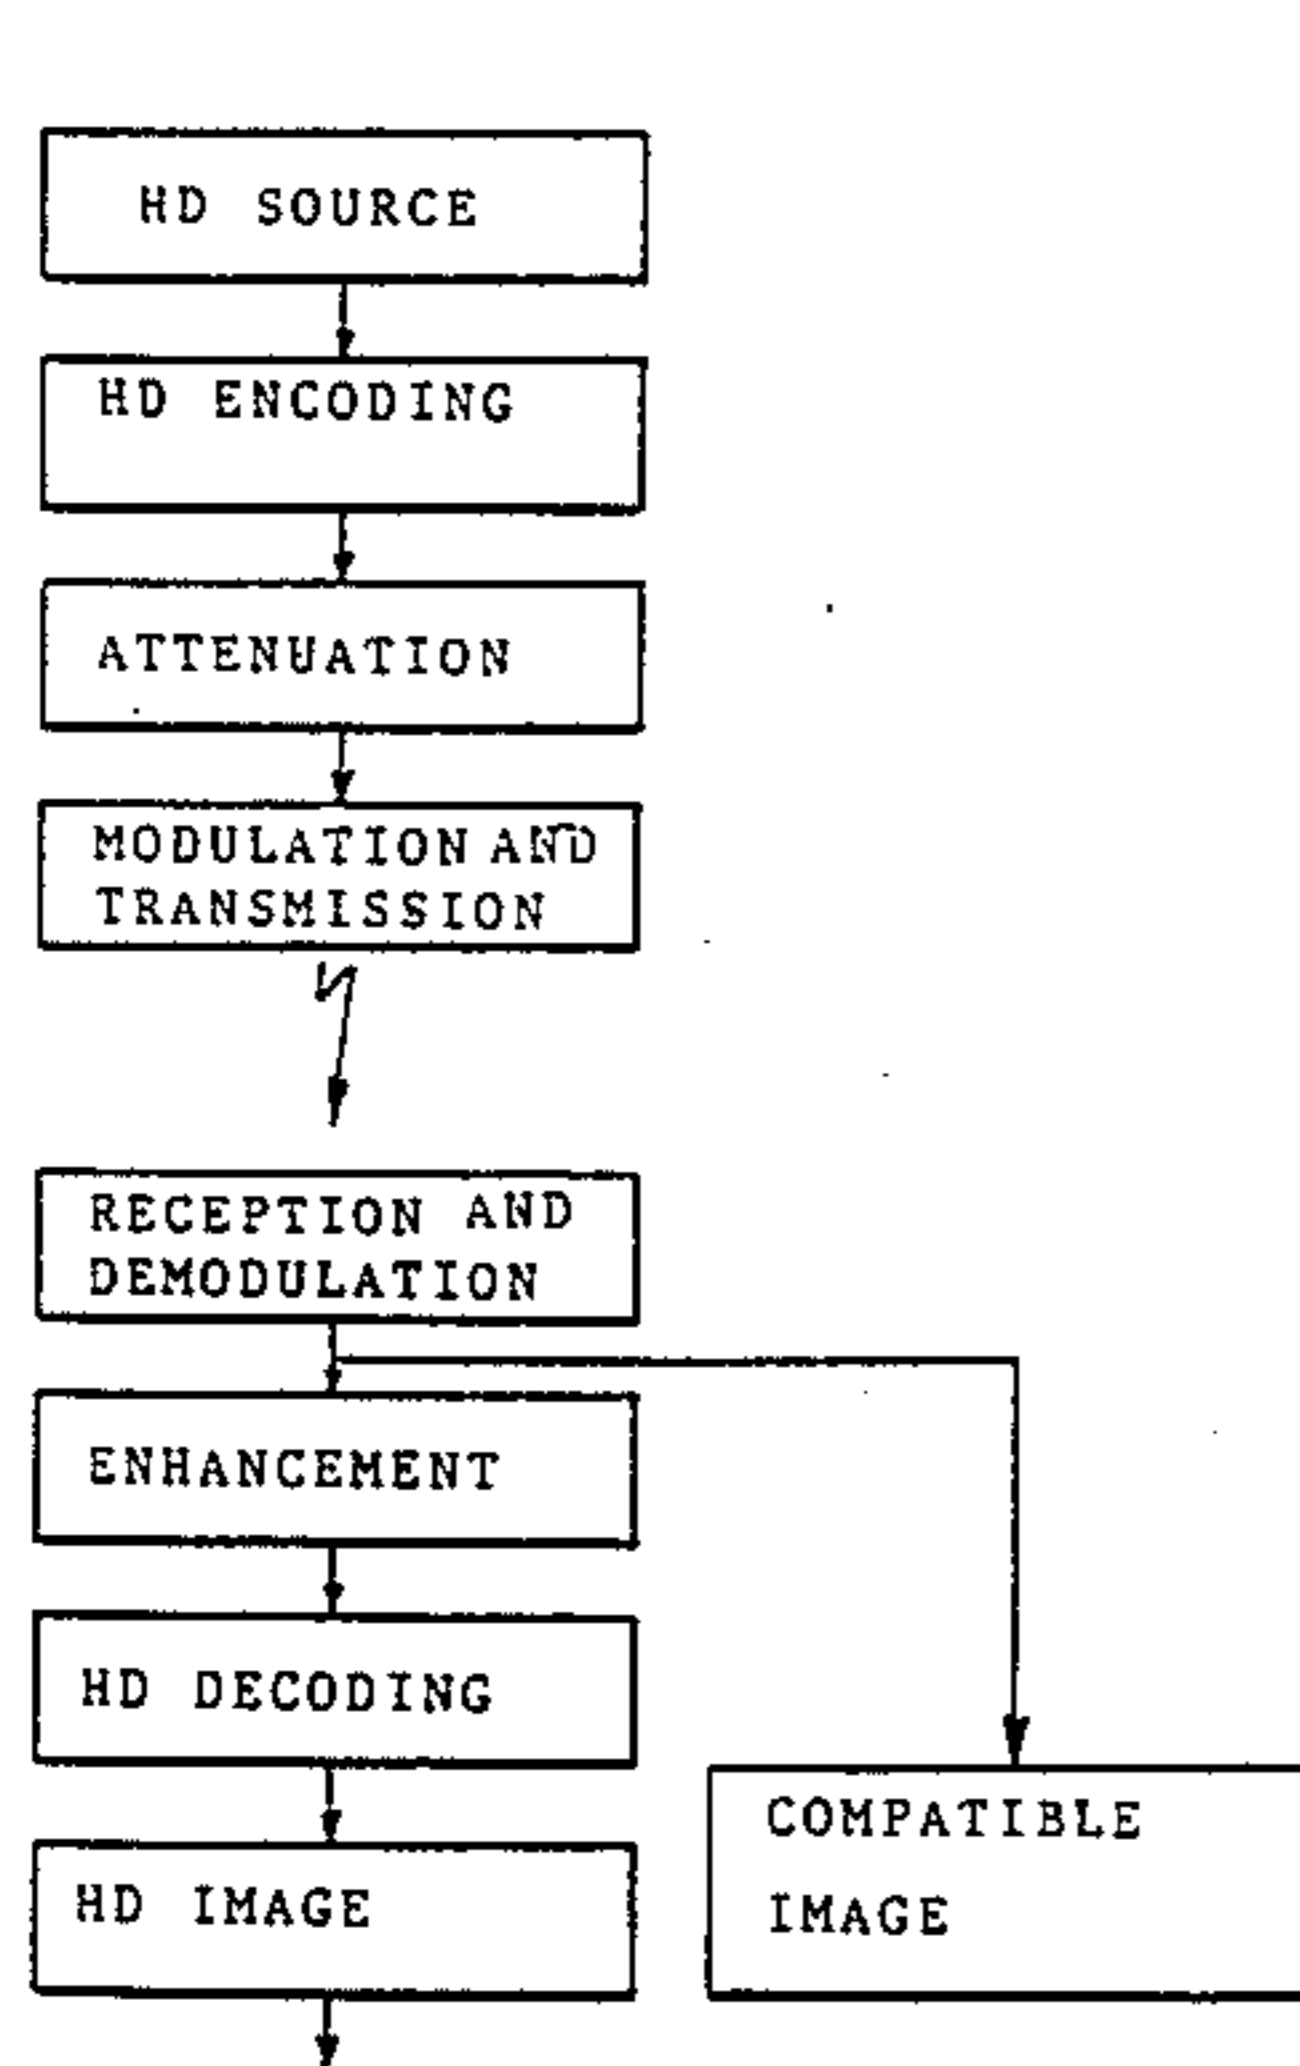 HD SOURCE
HD ENCODING
ATTENUATION
MODULATION AND
TRANSMISSION
RECEPTION AND
DEMODULATION
ENHANCEMENT
HD DECODING
HD IMAGE
COMPATIBLE
IMAGE